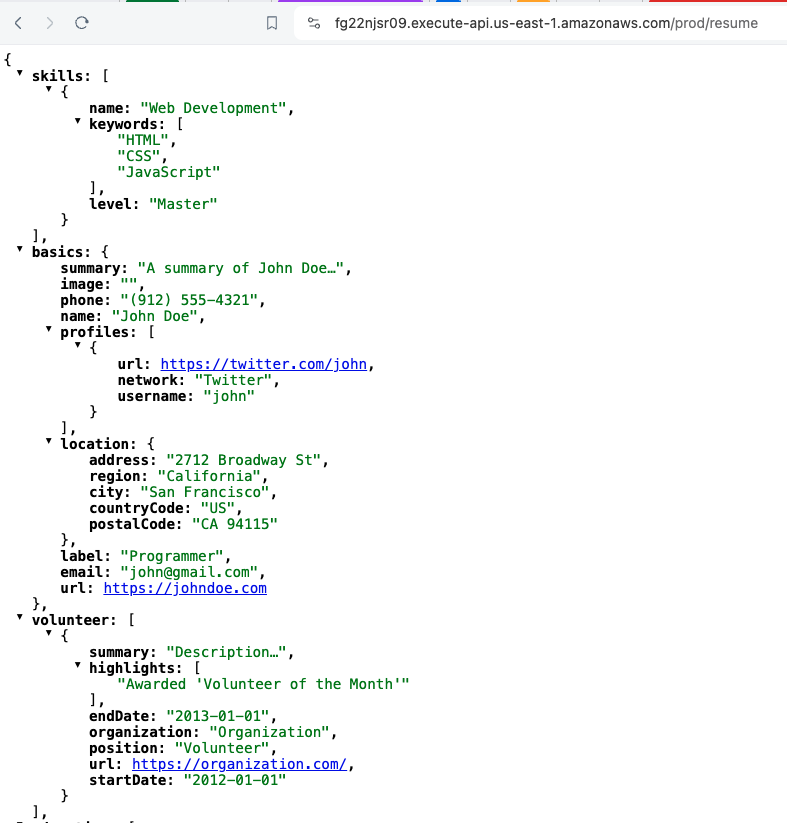 fg22njsr09.execute-api.us-east-1.amazonaws.com/prod/resume
{
skills: [
{
name: "Web Development",
keywords: [
"HTML",
"CSS",
"JavaScript"
],
level: "Master"
}
],
basics: {
summary: "A summary of John Doe…",
image: "",
phone: "(912) 555-4321",
name: "John Doe",
profiles: [
{
url: https://twitter.com/john,
network: "Twitter",
username: "john"
}
],
location: {
address: "2712 Broadway St",
region: "California",
city: "San Francisco",
countryCode: "US",
postalCode: "CA 94115"
},
label: "Programmer",
email: "john@gmail.com",
url: https://johndoe.com
},
volunteer: [
{
summary: "Description…",
highlights: [
"Awarded 'Volunteer of the Month'"
],
endDate: "2013-01-01",
organization: "Organization",
position: "Volunteer",
url: https://organization.com/,
startDate: "2012-01-01"
}
],